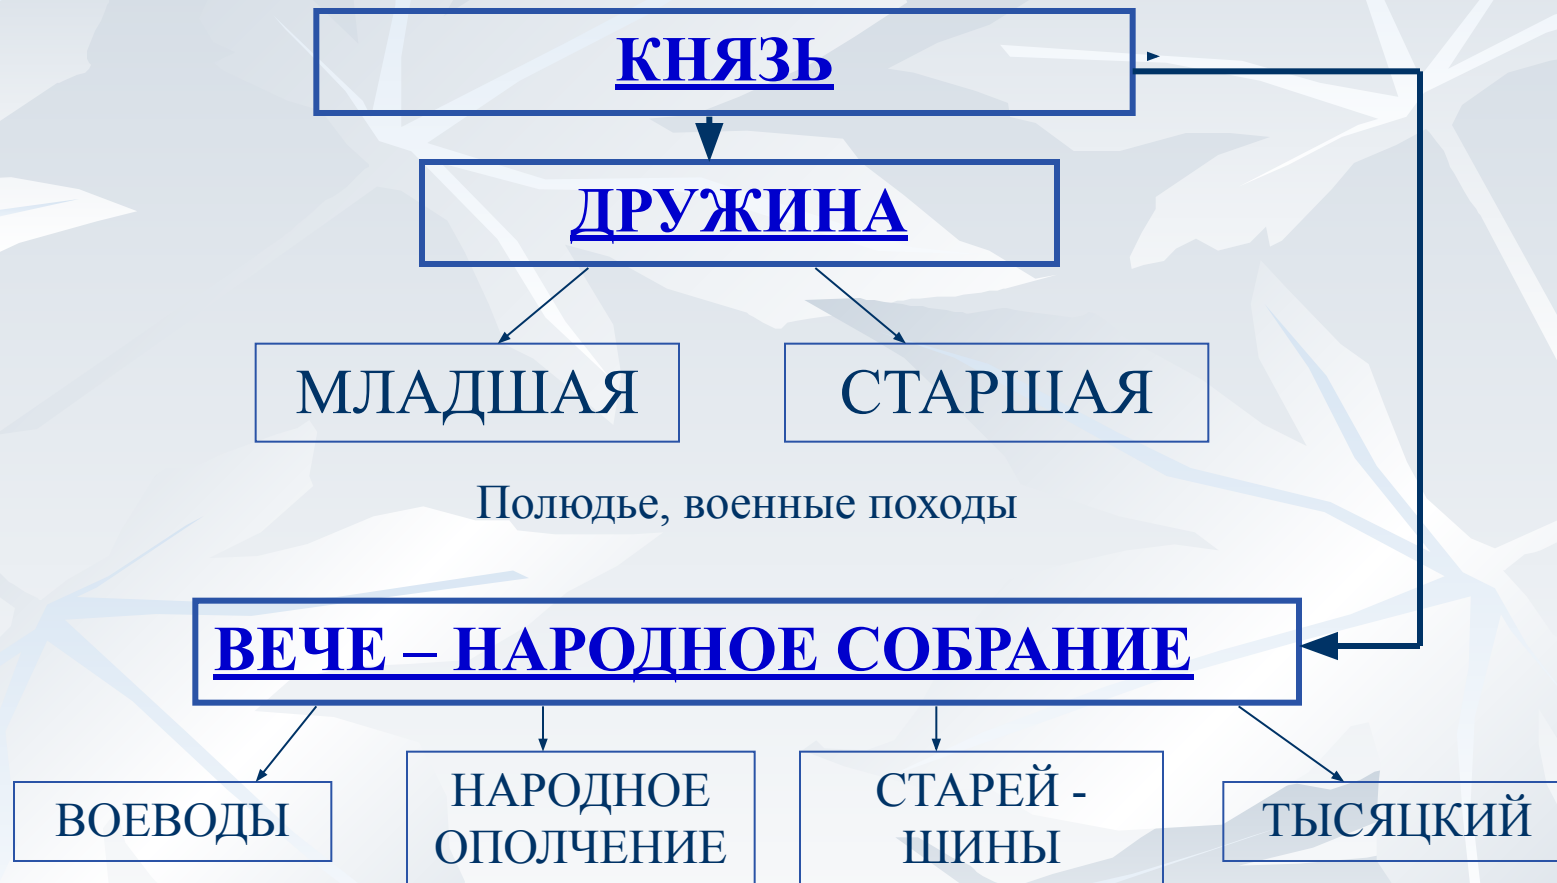 КНЯЗЬ
ДРУЖИНА
МЛАДШАЯ
СТАРШАЯ
Полюдье, военные походы
ВЕЧЕ – НАРОДНОЕ СОБРАНИЕ
ВОЕВОДЫ
НАРОДНОЕ
ОПОЛЧЕНИЕ
СТАРЕЙ -
ШИНЫ
ТЫСЯЦКИЙ